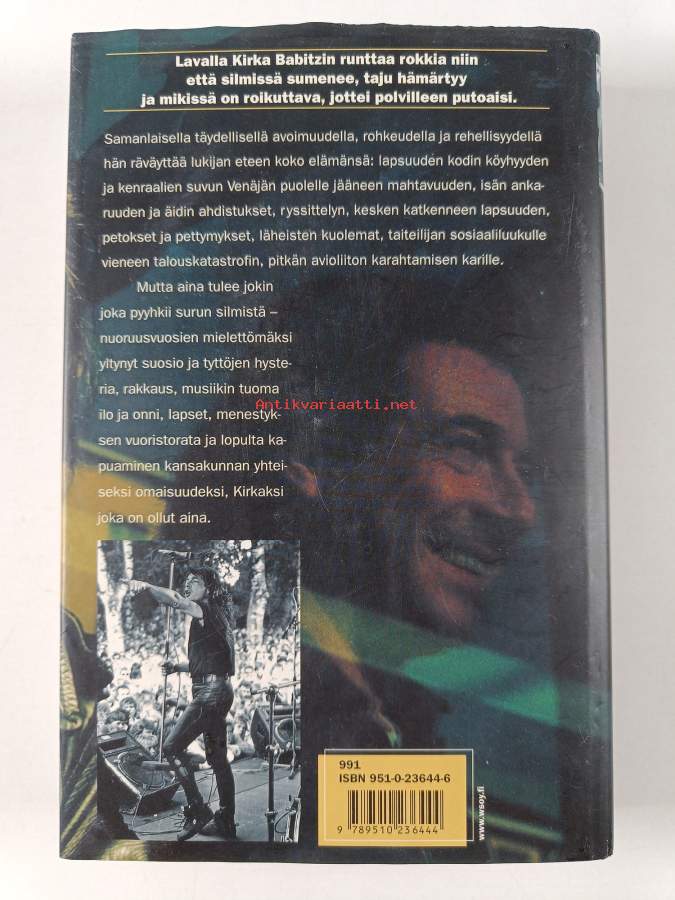 Lavalla Kirka Babitzin runttaa rokkia niin
että silmissä sumenee, taju hämärtyy
ja mikissä on roikuttava, jottei polvilleen putoaisi.
Samanlaisella täydellisellä avoimuudella, rohkeudella ja rehellisyydellä
hän räväyttää lukijan eteen koko elämänsä: lapsuuden kodin köyhyyden
ja kenraalien suvun Venäjän puolelle jääneen mahtavuuden, isän anka-
ruuden ja äidin ahdistukset, ryssittelyn, kesken katkenneen lapsuuden,
petokset ja pettymykset, läheisten kuolemat, taiteilijan sosiaaliluukulle
vieneen talouskatastrofin, pitkän avioliiton karahtamisen karille.
Mutta aina tulee jokin
joka pyyhkii surun silmistä –
nuoruusvuosien mielettömäksi
yltynyt suosio ja tyttöjen hyste-
ria, rakkaus, musiikin tuoma
ilo ja onni, lapset, menestyk-
sen vuoristorata ja lopulta ka-
puaminen kansakunnan yhtei-
seksi omaisuudeksi, Kirkaksi
joka on ollut aina.
Antikvariaatti.net
991
ISBN 951-0-23644-6
9 789510 236444
www.wsoy.fi